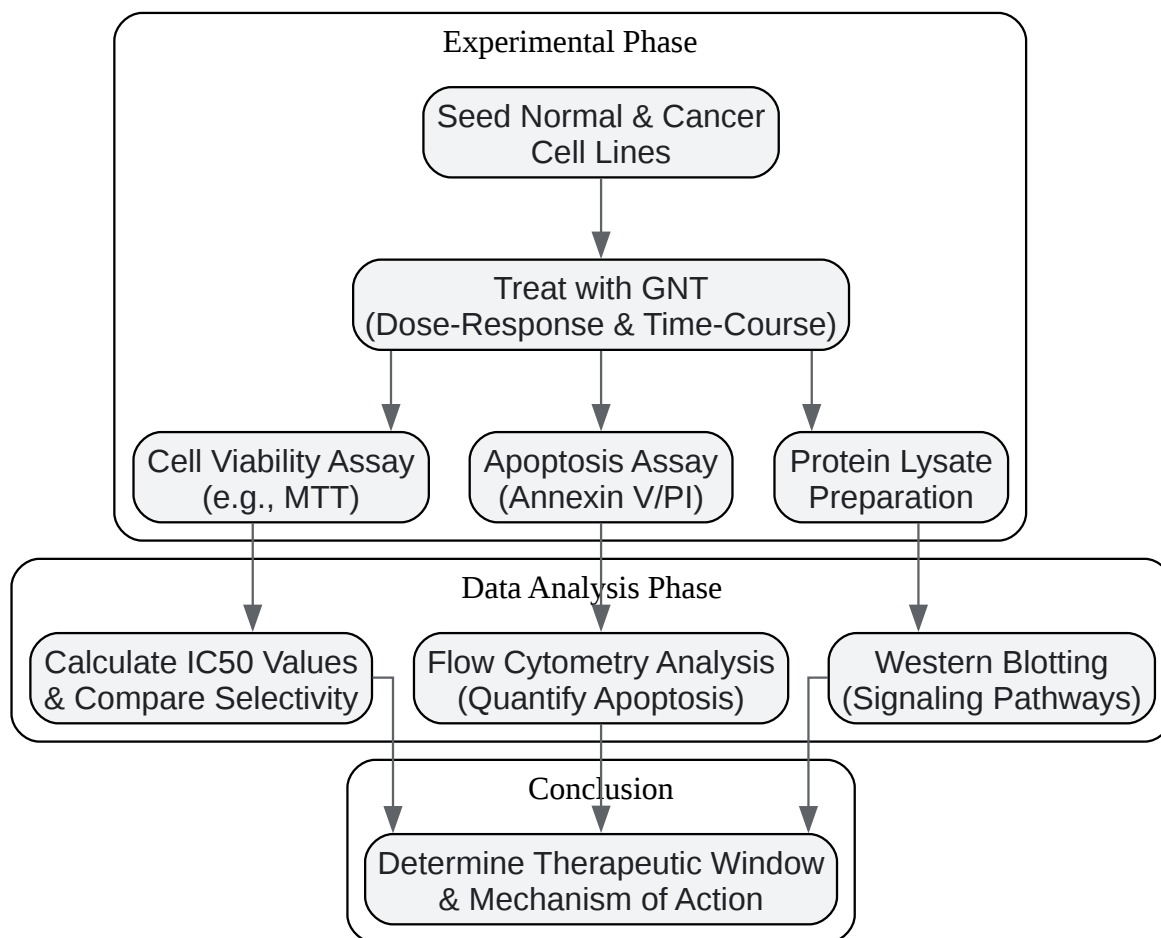 Experimental Phase
Seed Normal & Cancer
Cell Lines
Treat with GNT
(Dose-Response & Time-Course)
Cell Viability Assay
(e.g., MTT)
Apoptosis Assay
(Annexin V/PI)
Protein Lysate
Preparation
Data Analysis Phase
Calculate IC50 Values
& Compare Selectivity
Flow Cytometry Analysis
(Quantify Apoptosis)
Western Blotting
(Signaling Pathways)
Conclusion
Determine Therapeutic Window
& Mechanism of Action